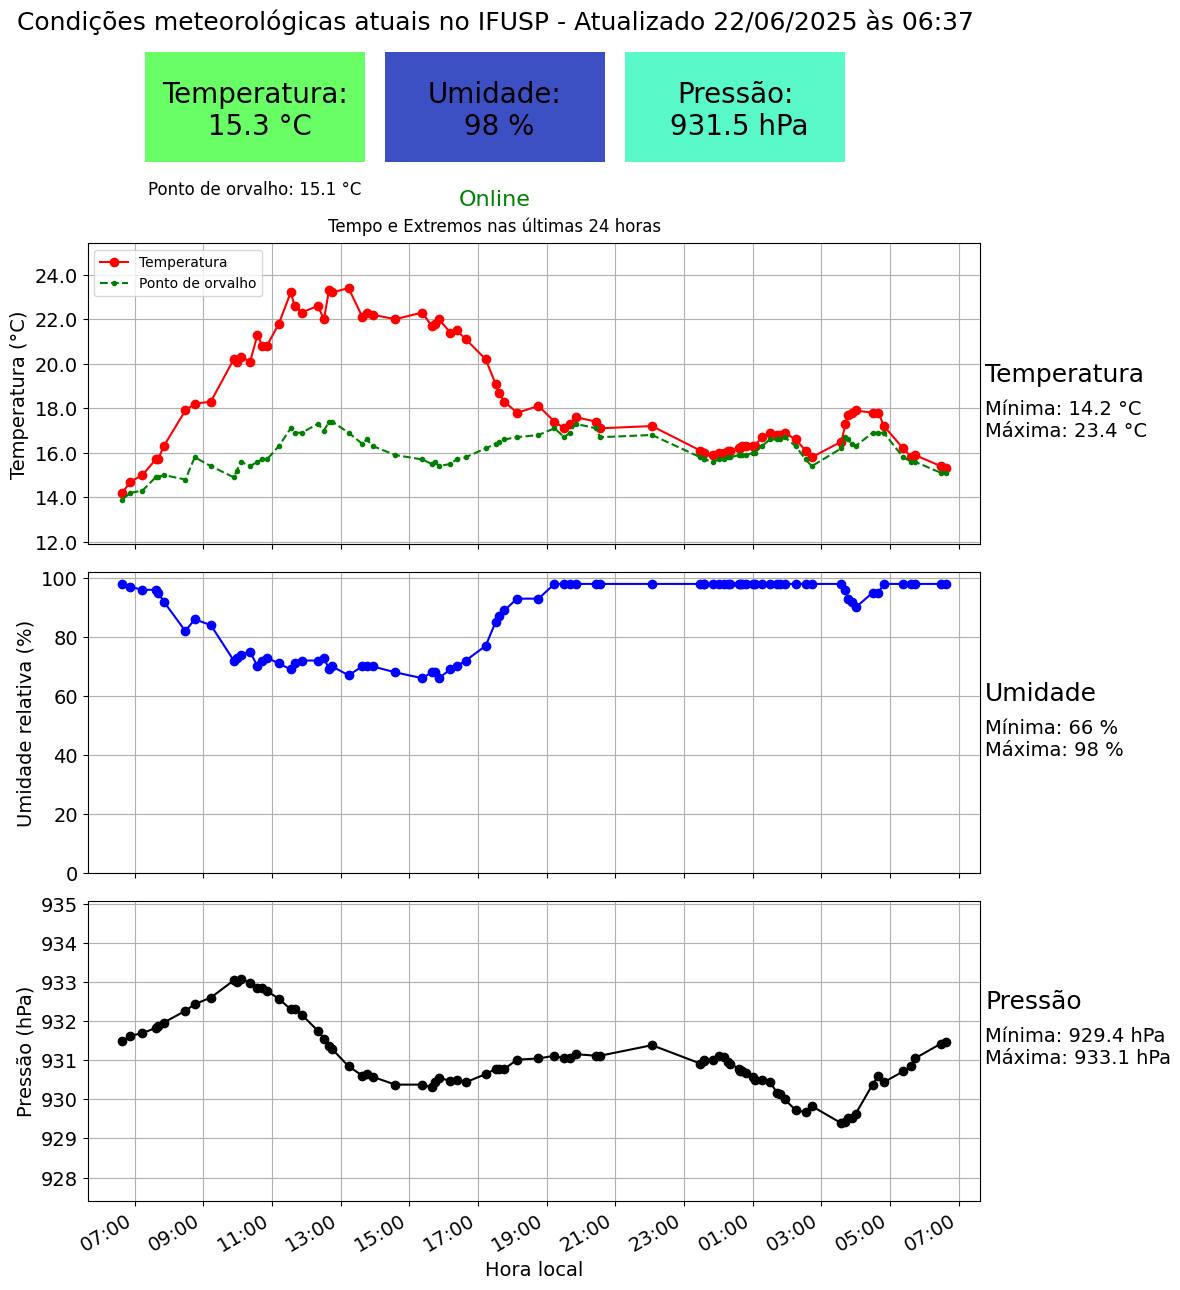 Condições meteorológicas atuais no IFUSP - Atualizado 22/06/2025 às 06:37
Temperatura:
15.3 °C
Umidade:
98 %
Pressão:
931.5 hPa
Ponto de orvalho: 15.1 °C
Online
Tempo e Extremos nas últimas 24 horas
Temperatura
Ponto de orvalho
Temperatura (°C)
24.0
22.0
20.0
18.0
16.0
14.0
12.0
Temperatura
Mínima: 14.2 °C
Máxima: 23.4 °C
Umidade relativa (%)
100
80
60
40
20
0
Umidade
Mínima: 66 %
Máxima: 98 %
Pressão (hPa)
935
934
933
932
931
930
929
928
Pressão
Mínima: 929.4 hPa
Máxima: 933.1 hPa
07:00 09:00 11:00 13:00 15:00 17:00 19:00 21:00 23:00 01:00 03:00 05:00 07:00
Hora local